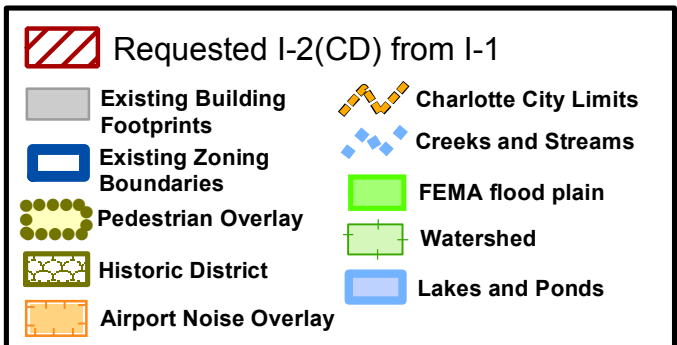 Requested I-2(CD) from I-1
Existing Building
Footprints
Existing Zoning
Boundaries
Pedestrian Overlay
Historic District
Airport Noise Overlay
Charlotte City Limits
Creeks and Streams
FEMA flood plain
Watershed
Lakes and Ponds